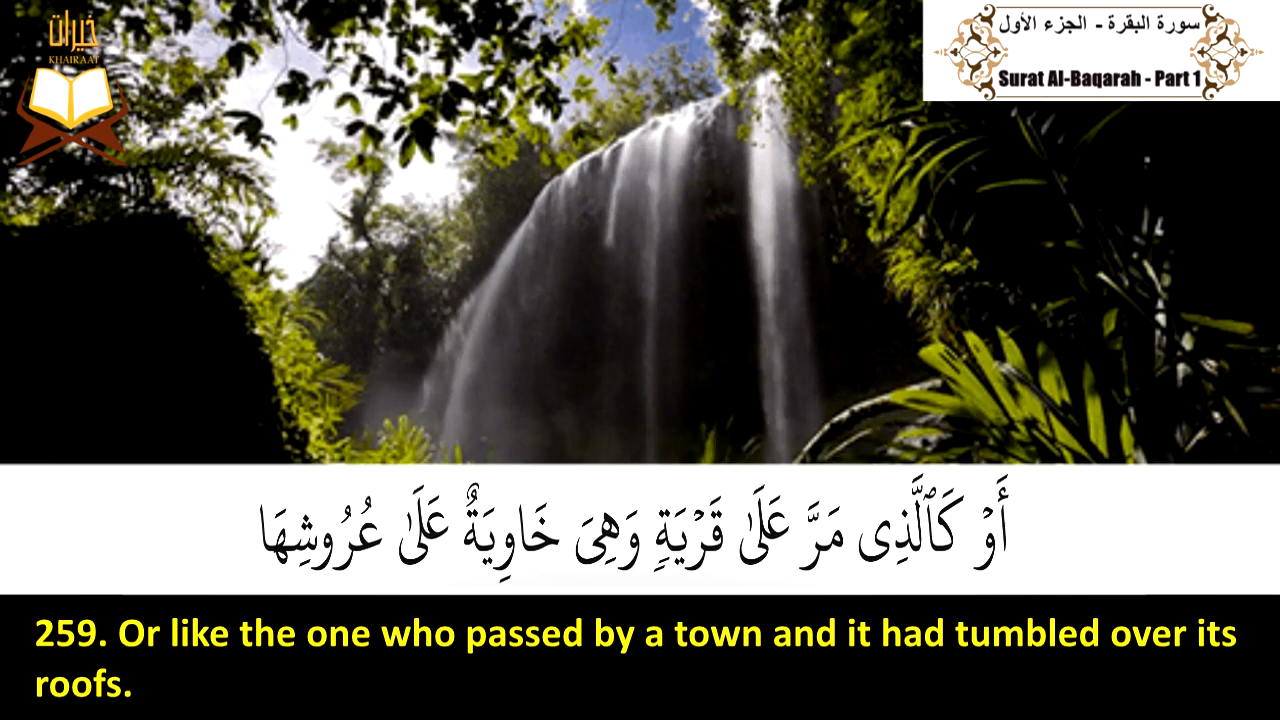 خيرات
KHAIRAAT
سورة البقرة - الجزء الأول
Surat Al-Baqarah - Part 1
أَوْ كَٱلَّذِى مَرَّ عَلَىٰ قَرْيَةٍ وَهِىَ خَاوِيَةٌ عَلَىٰ عُرُوشِهَا
259. Or like the one who passed by a town and it had tumbled over its
roofs.